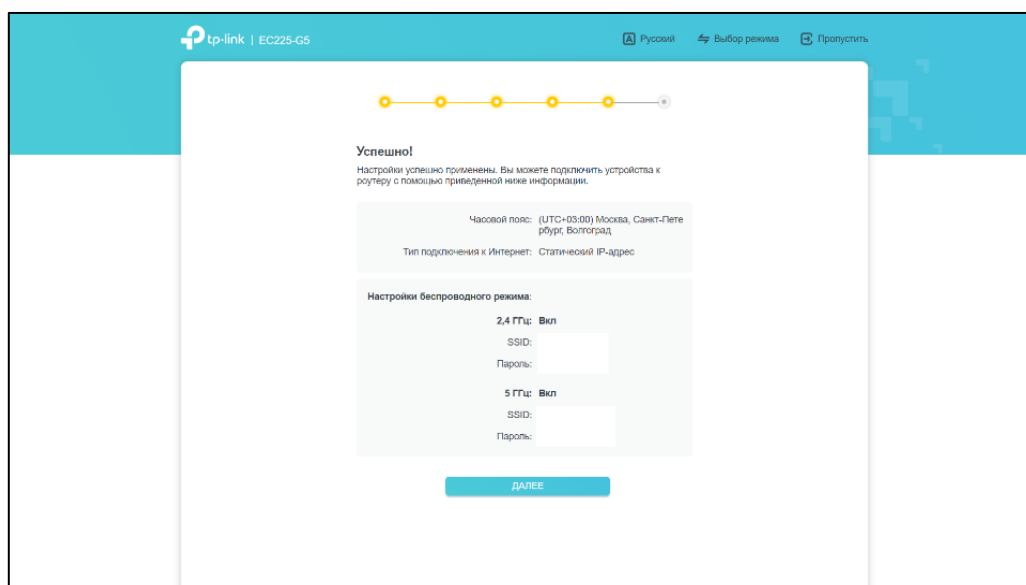 tp-link | EC225-G5
Русский
Выбор режима
Пропустить
Успешно!
Настройки успешно применены. Вы можете подключить устройства к
роутеру с помощью приведенной ниже информации.
Часовой пояс: (UTC+03:00) Москва, Санкт-Пете
рбург, Волгоград
Тип подключения к Интернет: Статический IP-адрес
Настройки беспроводного режима:
2,4 ГГц: Вкл
SSID:
Пароль:
5 ГГц: Вкл
SSID:
Пароль:
ДАЛЕЕ